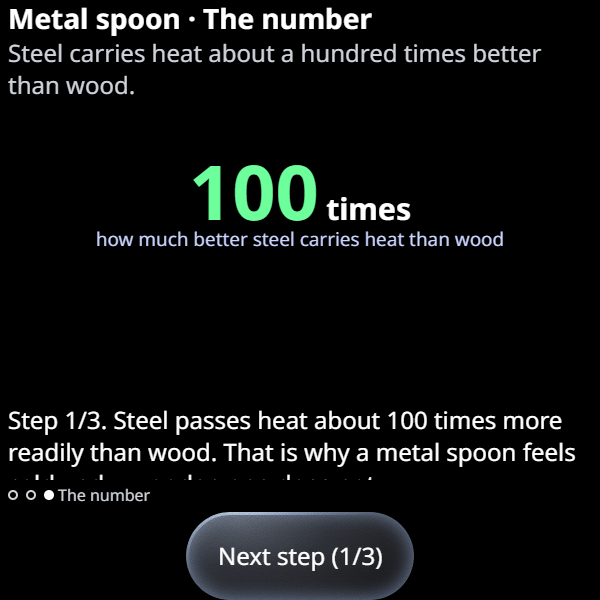 Metal spoon · The number
Steel carries heat about a hundred times better
than wood.
100 times
how much better steel carries heat than wood
Step 1/3. Steel passes heat about 100 times more
readily than wood. That is why a metal spoon feels
The number
Next step (1/3)